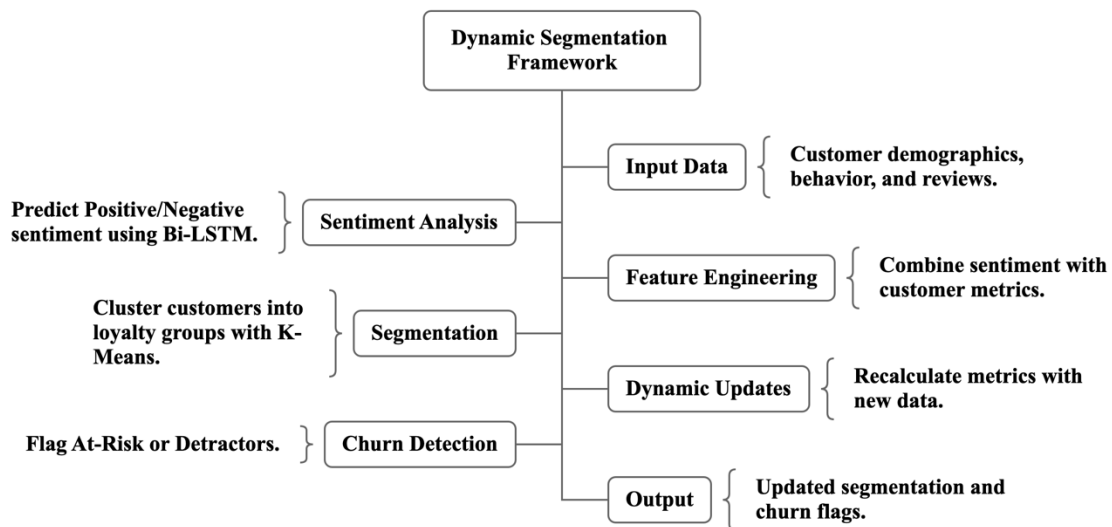 Dynamic Segmentation
Framework
Input Data
Customer demographics,
behavior, and reviews.
Predict Positive/Negative
sentiment using Bi-LSTM.
Sentiment Analysis
Feature Engineering
Combine sentiment with
customer metrics.
Cluster customers into
loyalty groups with K-
Means.
Segmentation
Dynamic Updates
Recalculate metrics with
new data.
Flag At-Risk or Detractors.
Churn Detection
Output
Updated segmentation and
churn flags.